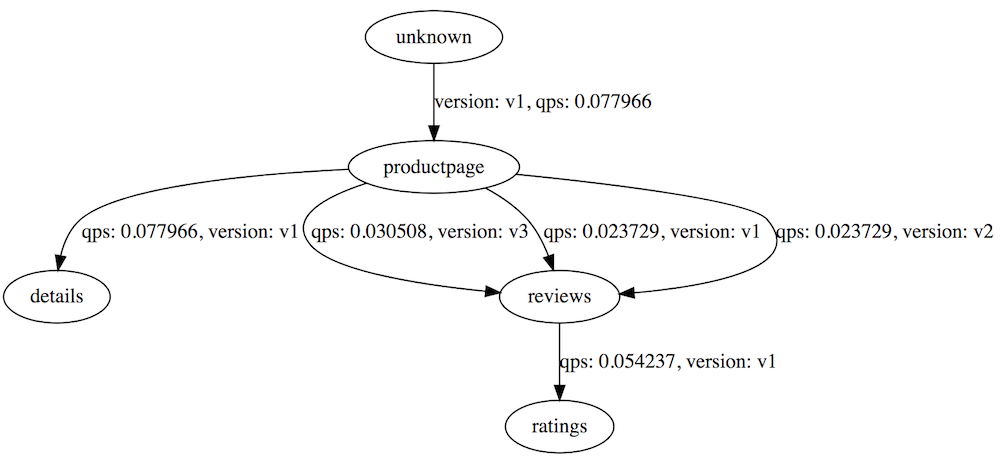 unknown
version: v1, qps: 0.077966
productpage
qps: 0.077966, version: v1
qps: 0.030508, version: v3
qps: 0.023729, version: v1
qps: 0.023729, version: v2
details
reviews
qps: 0.054237, version: v1
ratings